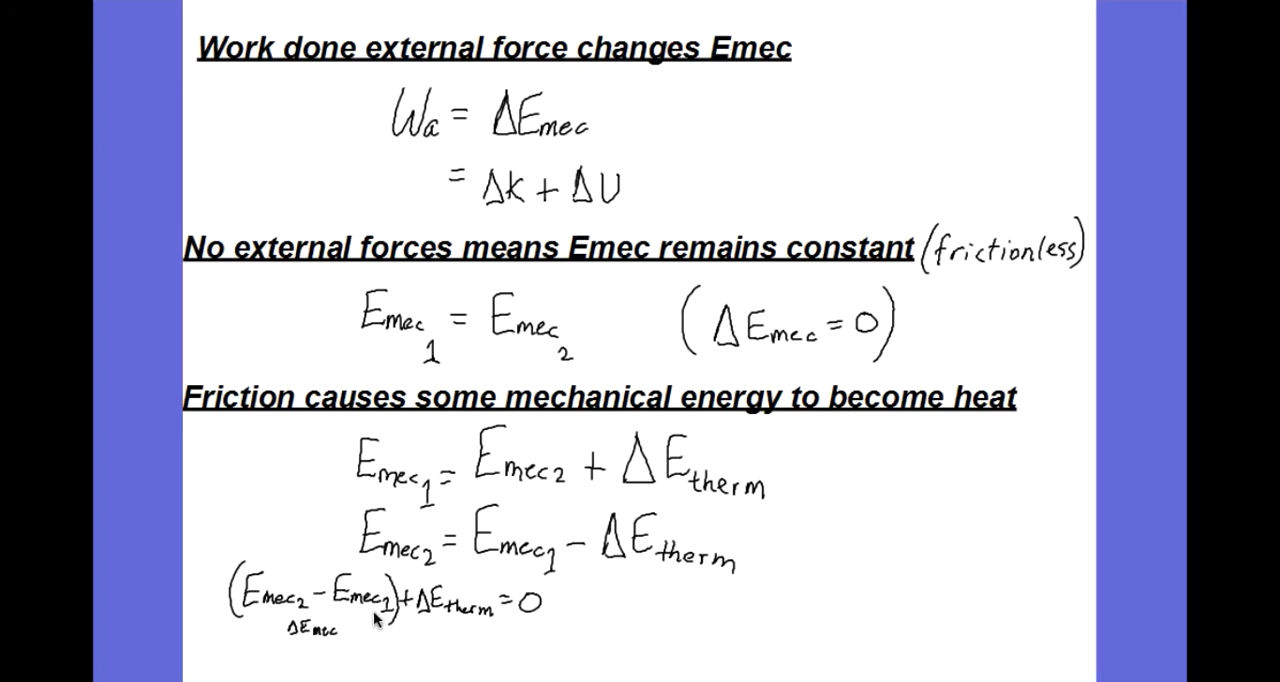 Work done external force changes Emec
Wa = ΔEmec
= ΔK + ΔU
No external forces means Emec remains constant (frictionless)
Emec1 = Emec2 (ΔEmec = 0)
Friction causes some mechanical energy to become heat
Emec1 = Emec2 + ΔEtherm
Emec2 = Emec1 - ΔEtherm
(Emec2 - Emec1) + ΔEtherm = 0
ΔEmec